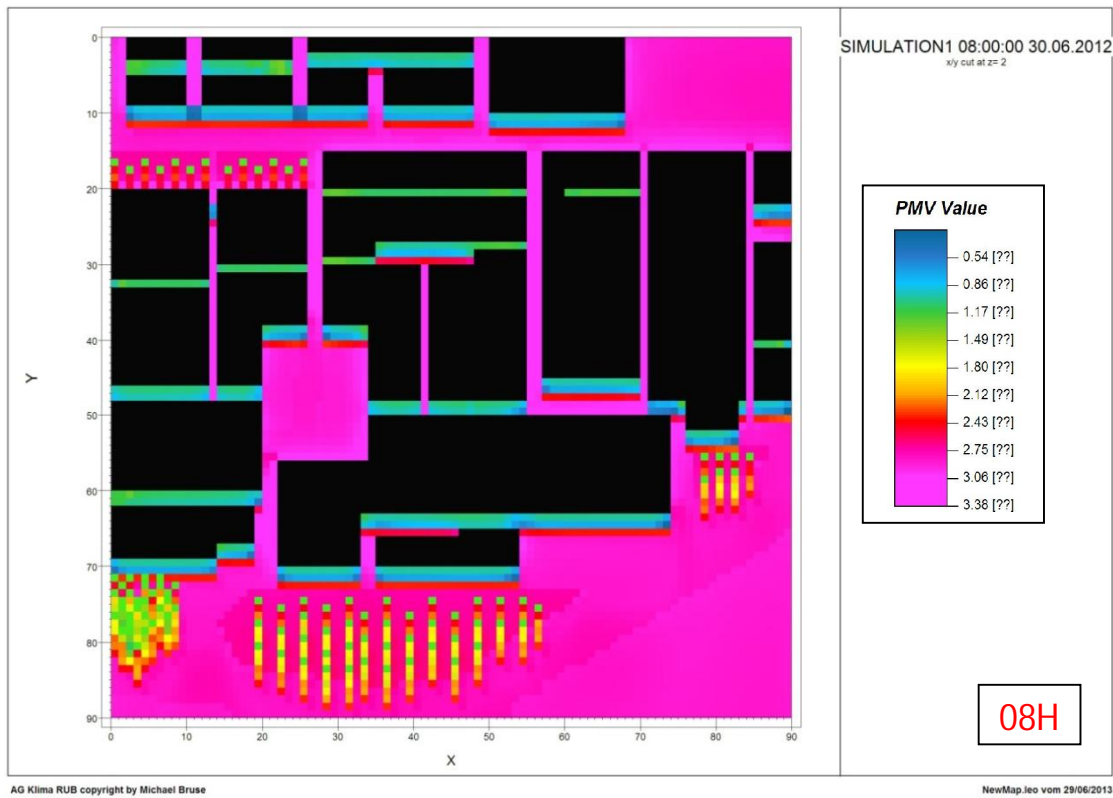 SIMULATION1 08:00:00 30.06.2012
x/y cut at z= 2
0
10
20
30
40
50
60
70
80
90
Y
0 10 20 30 40 50 60 70 80 90
X
PMV Value
0.54 [??]
0.86 [??]
1.17 [??]
1.49 [??]
1.80 [??]
2.12 [??]
2.43 [??]
2.75 [??]
3.06 [??]
3.38 [??]
08H
AG Klima RUB copyright by Michael Bruse
NewMap.leo vom 29/06/2013